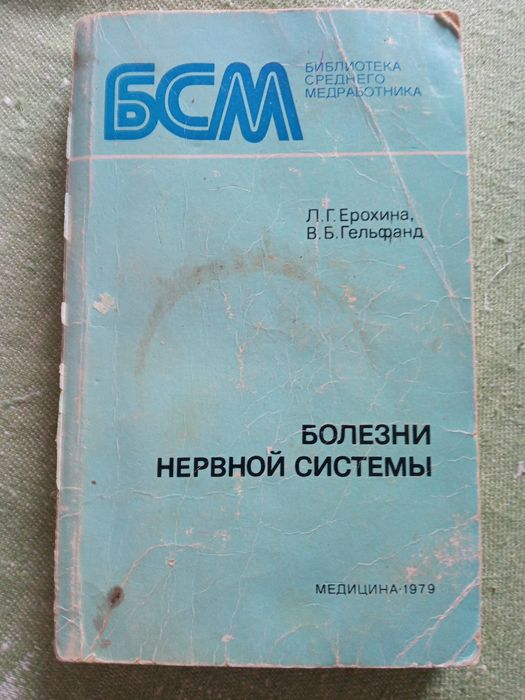 БСМ
БИБЛИОТЕКА
СРЕДНЕГО
МЕДРАБОТНИКА
Л.Г.Ерохина,
В.Б.Гельфанд
БОЛЕЗНИ
НЕРВНОЙ СИСТЕМЫ
МЕДИЦИНА·1979